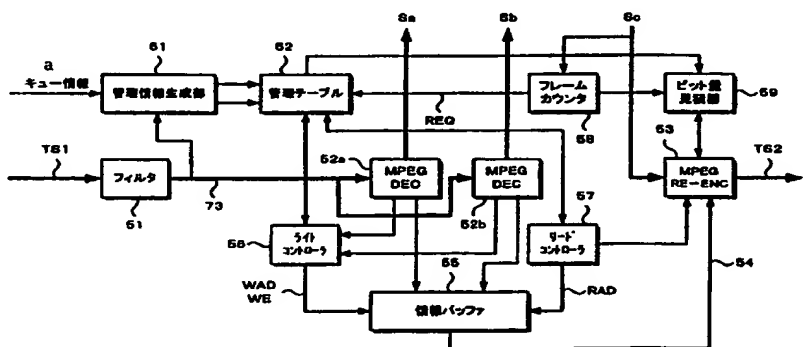 Sa
Sb
Sc
a
キュー情報
61
管理情報生成部
62
管理テーブル
REQ
フレーム
カウンタ
58
ビット量
59
TS1
フィルタ
51
73
52a
MPEG
DEC
MPEG
DEC
52b
53
MPEG
RE-ENC
TS2
56
ライト
コントローラ
57
リード
コントローラ
54
WAD
WE
55
情報バッファ
RAD